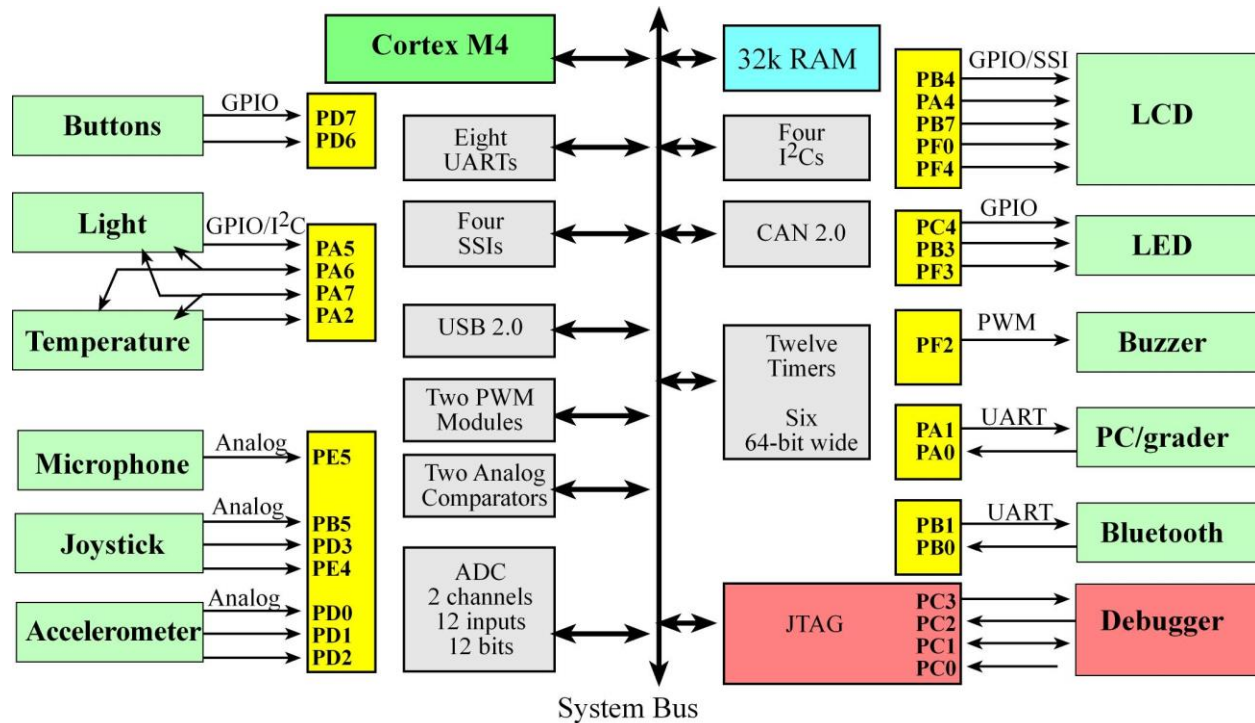 Cortex M4
32k RAM
GPIO/SSI
PB4
PA4
PB7
PF0
PF4
LCD
Buttons
GPIO
PD7
PD6
Eight
UARTs
Four
I²Cs
Light
GPIO/I²C
PA5
PA6
PA7
PA2
Temperature
Four
SSIs
CAN 2.0
GPIO
PC4
PB3
PF3
LED
USB 2.0
Twelve
Timers
Six
64-bit wide
PWM
PF2
Buzzer
Two PWM
Modules
UART
PA1
PA0
PC/grader
Microphone
Analog
PE5
Two Analog
Comparators
Joystick
Analog
PB5
PD3
PE4
UART
PB1
PB0
Bluetooth
Accelerometer
Analog
PD0
PD1
PD2
ADC
2 channels
12 inputs
12 bits
JTAG
PC3
PC2
PC1
PC0
Debugger
System Bus